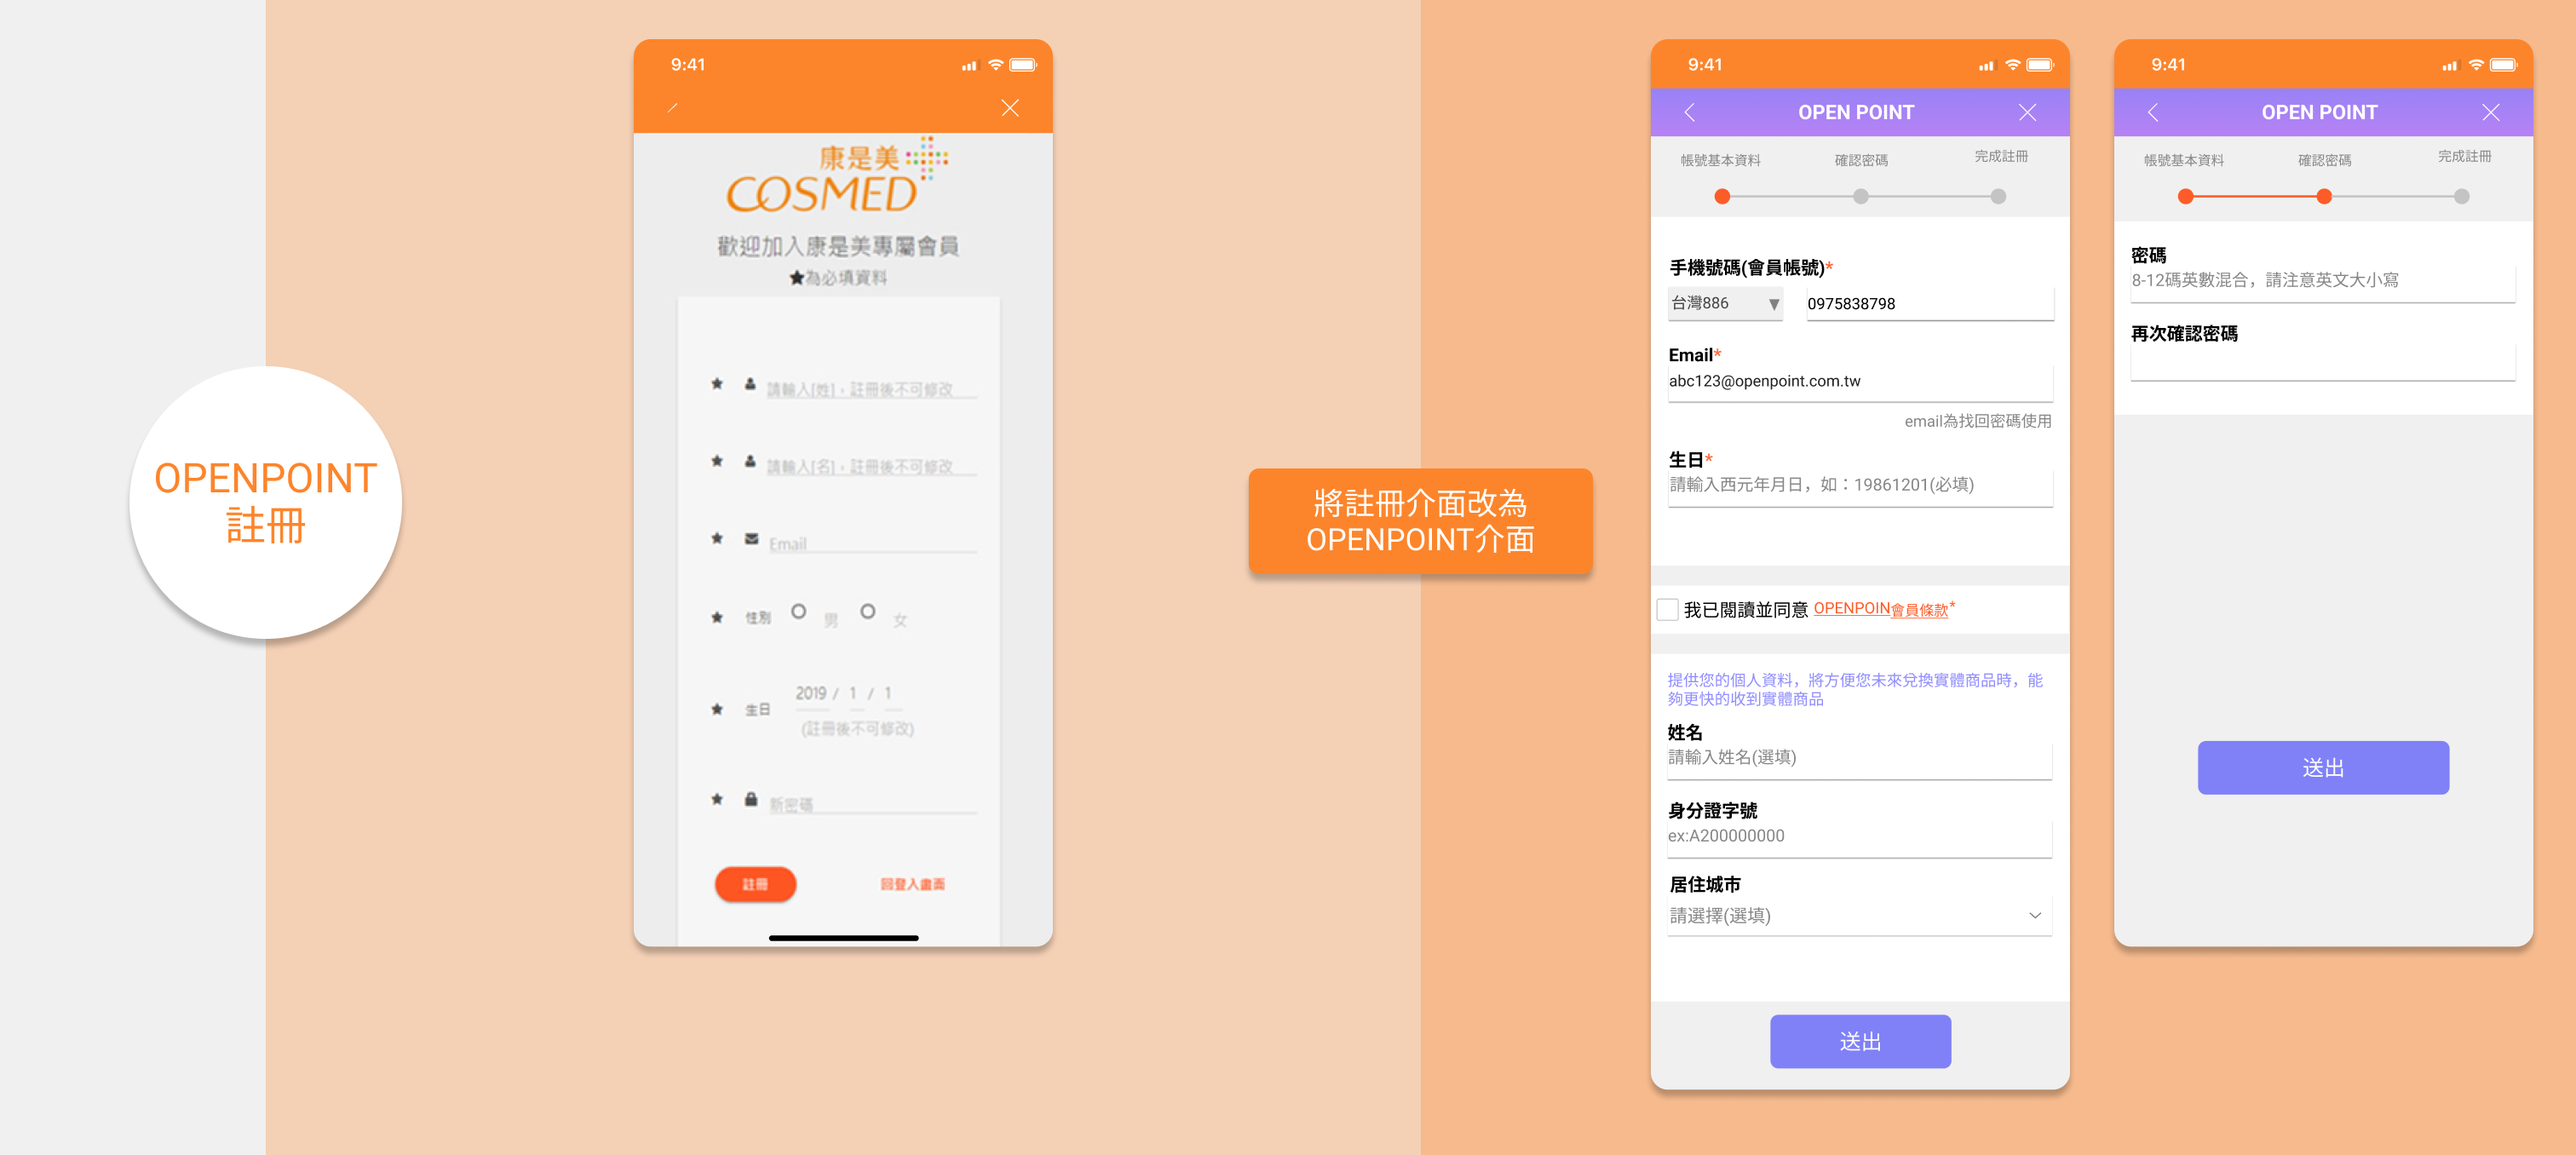 OPENPOINT
註冊
9:41
康是美
COSMED
歡迎加入康是美專屬會員
★為必填資料
★ 請輸入[姓]，註冊後不可修改
★ 請輸入[名]，註冊後不可修改
★ Email
★ 性別 男 女
★ 生日 2019 / 1 / 1
(註冊後不可修改)
★ 新密碼
註冊 回登入畫面
將註冊介面改為
OPENPOINT介面
9:41
OPEN POINT
帳號基本資料 確認密碼 完成註冊
手機號碼(會員帳號)*
台灣886 ▼ 0975838798
Email*
abc123@openpoint.com.tw
email為找回密碼使用
生日*
請輸入西元年月日，如：19861201(必填)
我已閱讀並同意 OPENPOIN會員條款*
提供您的個人資料，將方便您未來兌換實體商品時，能
夠更快的收到實體商品
姓名
請輸入姓名(選填)
身分證字號
ex:A200000000
居住城市
請選擇(選填)
送出
9:41
OPEN POINT
帳號基本資料 確認密碼 完成註冊
密碼
8-12碼英數混合，請注意英文大小寫
再次確認密碼
送出